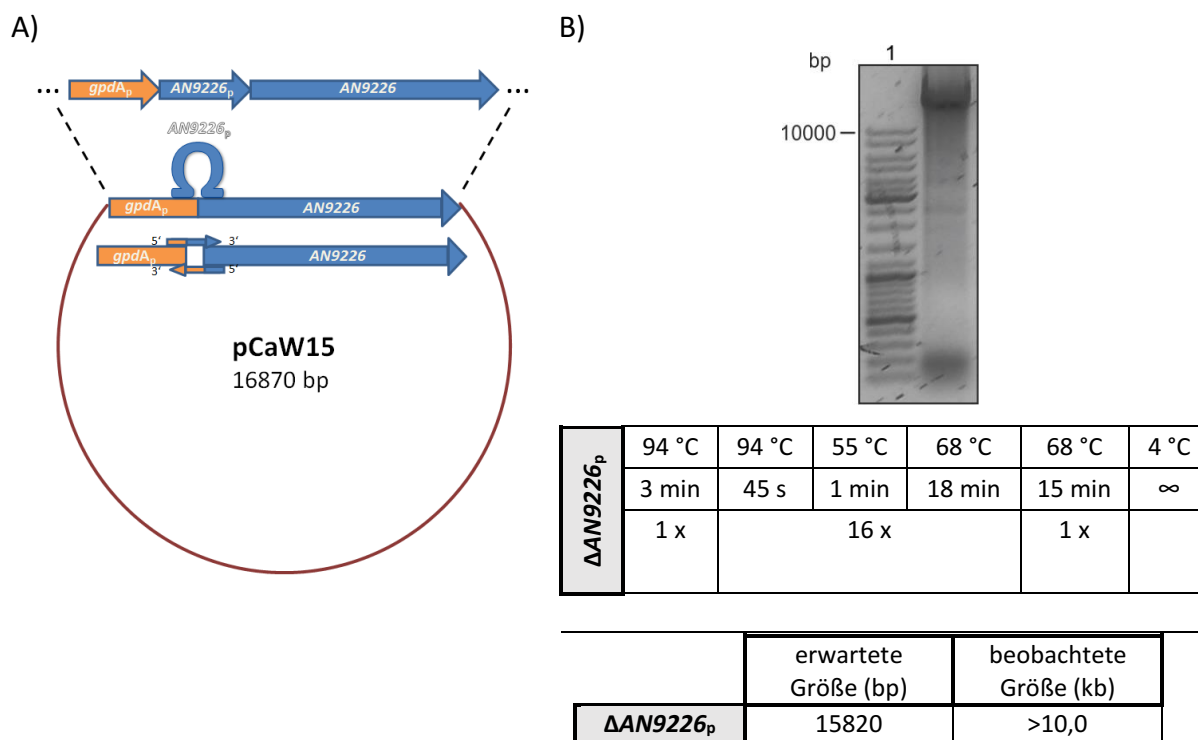 A)
gpdAp
AN9226p
AN9226
...
...
AN9226p
gpdAp
AN9226
5‘
3‘
gpdAp
AN9226
3‘
5‘
pCaW15
16870 bp
B)
bp
1
10000
ΔAN9226p
94 °C 94 °C 55 °C 68 °C 68 °C 4 °C
3 min 45 s 1 min 18 min 15 min ∞
1 x 16 x 1 x
erwartete Größe (bp)
beobachtete Größe (kb)
ΔAN9226p 15820 >10,0